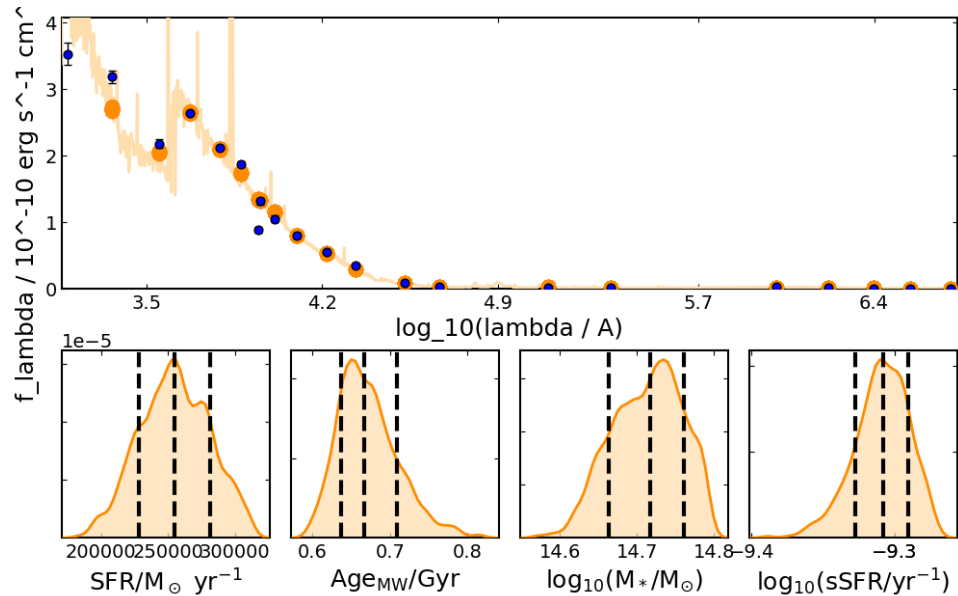 f_lambda / 10^-10 erg s^-1 cm^
4
3
2
1
0
3.5 4.2 4.9 5.7 6.4
log_10(lambda / A)
1e−5
200000 250000 300000
SFR/M⊙ yr⁻¹
0.6 0.7 0.8
Age_MW/Gyr
14.6 14.7 14.8
log₁₀(M*/M⊙)
−9.4 −9.3
log₁₀(sSFR/yr⁻¹)